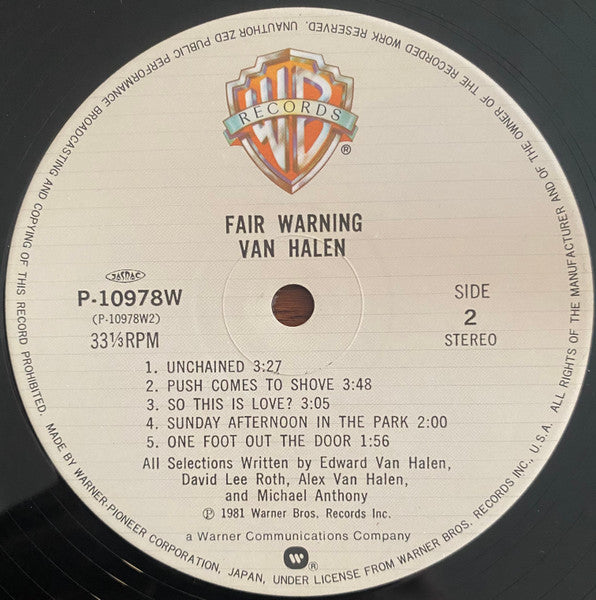 WB
RECORDS
®
FAIR WARNING
VAN HALEN
JASRAC
P-10978W
(P-10978W2)
33⅓RPM
SIDE
2
STEREO
1. UNCHAINED 3:27
2. PUSH COMES TO SHOVE 3:48
3. SO THIS IS LOVE? 3:05
4. SUNDAY AFTERNOON IN THE PARK 2:00
5. ONE FOOT OUT THE DOOR 1:56
All Selections Written by Edward Van Halen,
David Lee Roth, Alex Van Halen,
and Michael Anthony
℗ 1981 Warner Bros. Records Inc.
a Warner Communications Company
W®
MADE BY WARNER-PIONEER CORPORATION, JAPAN, UNDER LICENSE FROM WARNER BROS. RECORDS INC., U.S.A. ALL RIGHTS OF THE MANUFACTURER AND OF THE OWNER OF THE RECORDED WORK RESERVED. UNAUTHORIZED PUBLIC PERFORMANCE BROADCASTING AND COPYING OF THIS RECORD PROHIBITED.